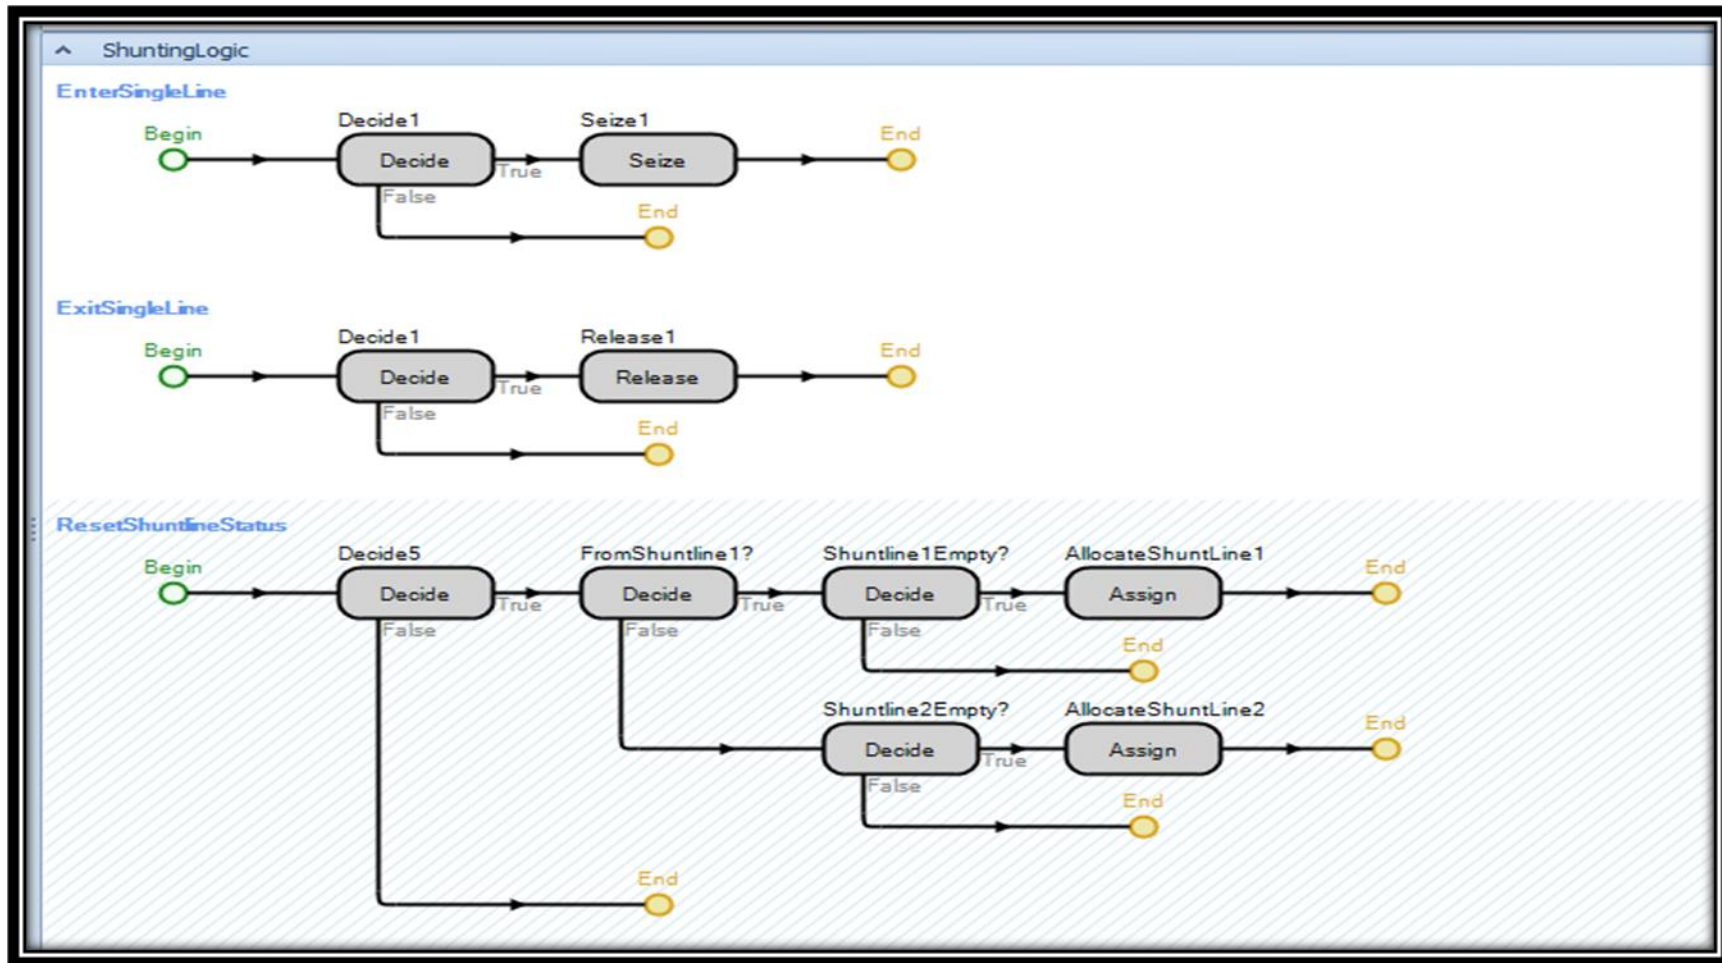 ShuntingLogic
EnterSingleLine
Decide1 Seize1
Begin End
Decide Seize
True
False
End
ExitSingleLine
Decide1 Release1
Begin End
Decide Release
True
False
End
ResetShuntlineStatus
Decide5 FromShuntline1? Shuntline1Empty? AllocateShuntLine1
Begin End
Decide Decide Decide Assign
True True True
False False False
End
Shuntline2Empty? AllocateShuntLine2
End
Decide Assign
True
False
End
End